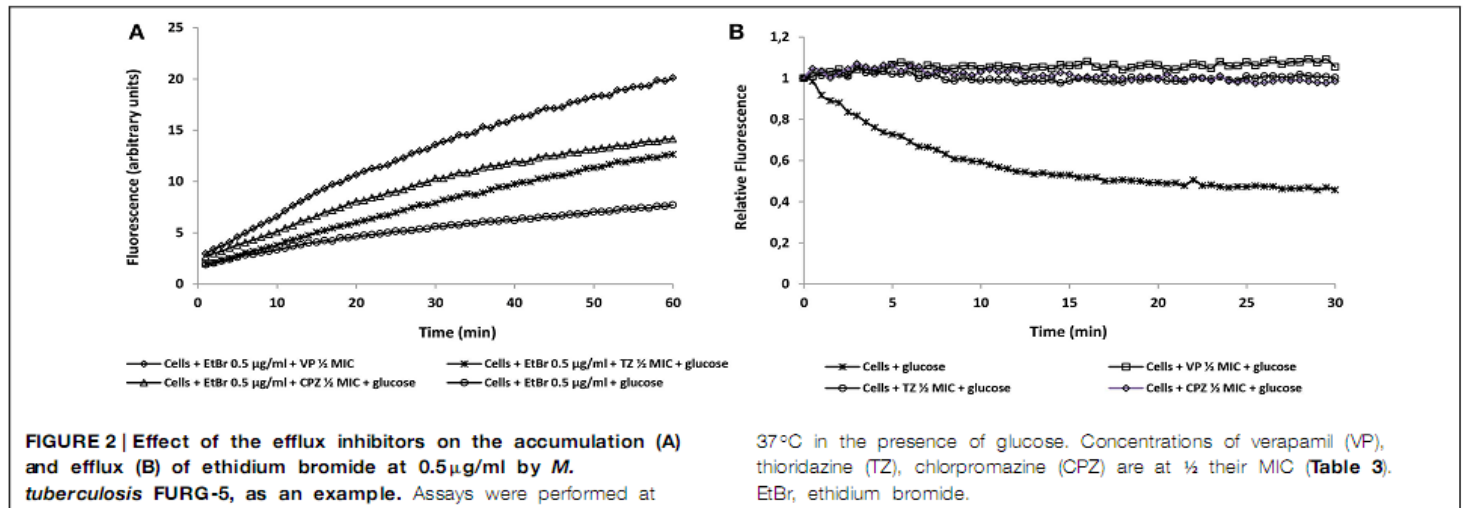 A
25
20
15
10
5
0
Fluorescence (arbitrary units)
0
10
20
30
40
50
60
Time (min)
Cells + EtBr 0.5 µg/ml + VP ½ MIC
Cells + EtBr 0.5 µg/ml + TZ ½ MIC + glucose
Cells + EtBr 0.5 µg/ml + CPZ ½ MIC + glucose
Cells + EtBr 0.5 µg/ml + glucose
B
1,2
1
0,8
0,6
0,4
0,2
0
Relative Fluorescence
0
5
10
15
20
25
30
Time (min)
Cells + glucose
Cells + VP ½ MIC + glucose
Cells + TZ ½ MIC + glucose
Cells + CPZ ½ MIC + glucose
FIGURE 2 | Effect of the efflux inhibitors on the accumulation (A)
and efflux (B) of ethidium bromide at 0.5 µg/ml by M.
tuberculosis FURG-5, as an example. Assays were performed at
37°C in the presence of glucose. Concentrations of verapamil (VP),
thioridazine (TZ), chlorpromazine (CPZ) are at ½ their MIC (Table 3).
EtBr, ethidium bromide.